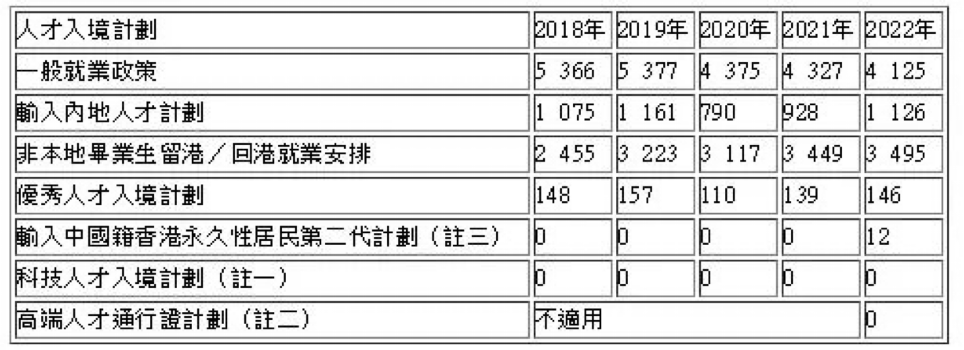 人才入境計劃 2018年 2019年 2020年 2021年 2022年
一般就業政策 5 366 5 377 4 375 4 327 4 125
輸入內地人才計劃 1 075 1 161 790 928 1 126
非本地畢業生留港／回港就業安排 2 455 3 223 3 117 3 449 3 495
優秀人才入境計劃 148 157 110 139 146
輸入中國籍香港永久性居民第二代計劃（註三） 0 0 0 0 12
科技人才入境計劃（註一） 0 0 0 0 0
高端人才通行證計劃（註二） 不適用 0